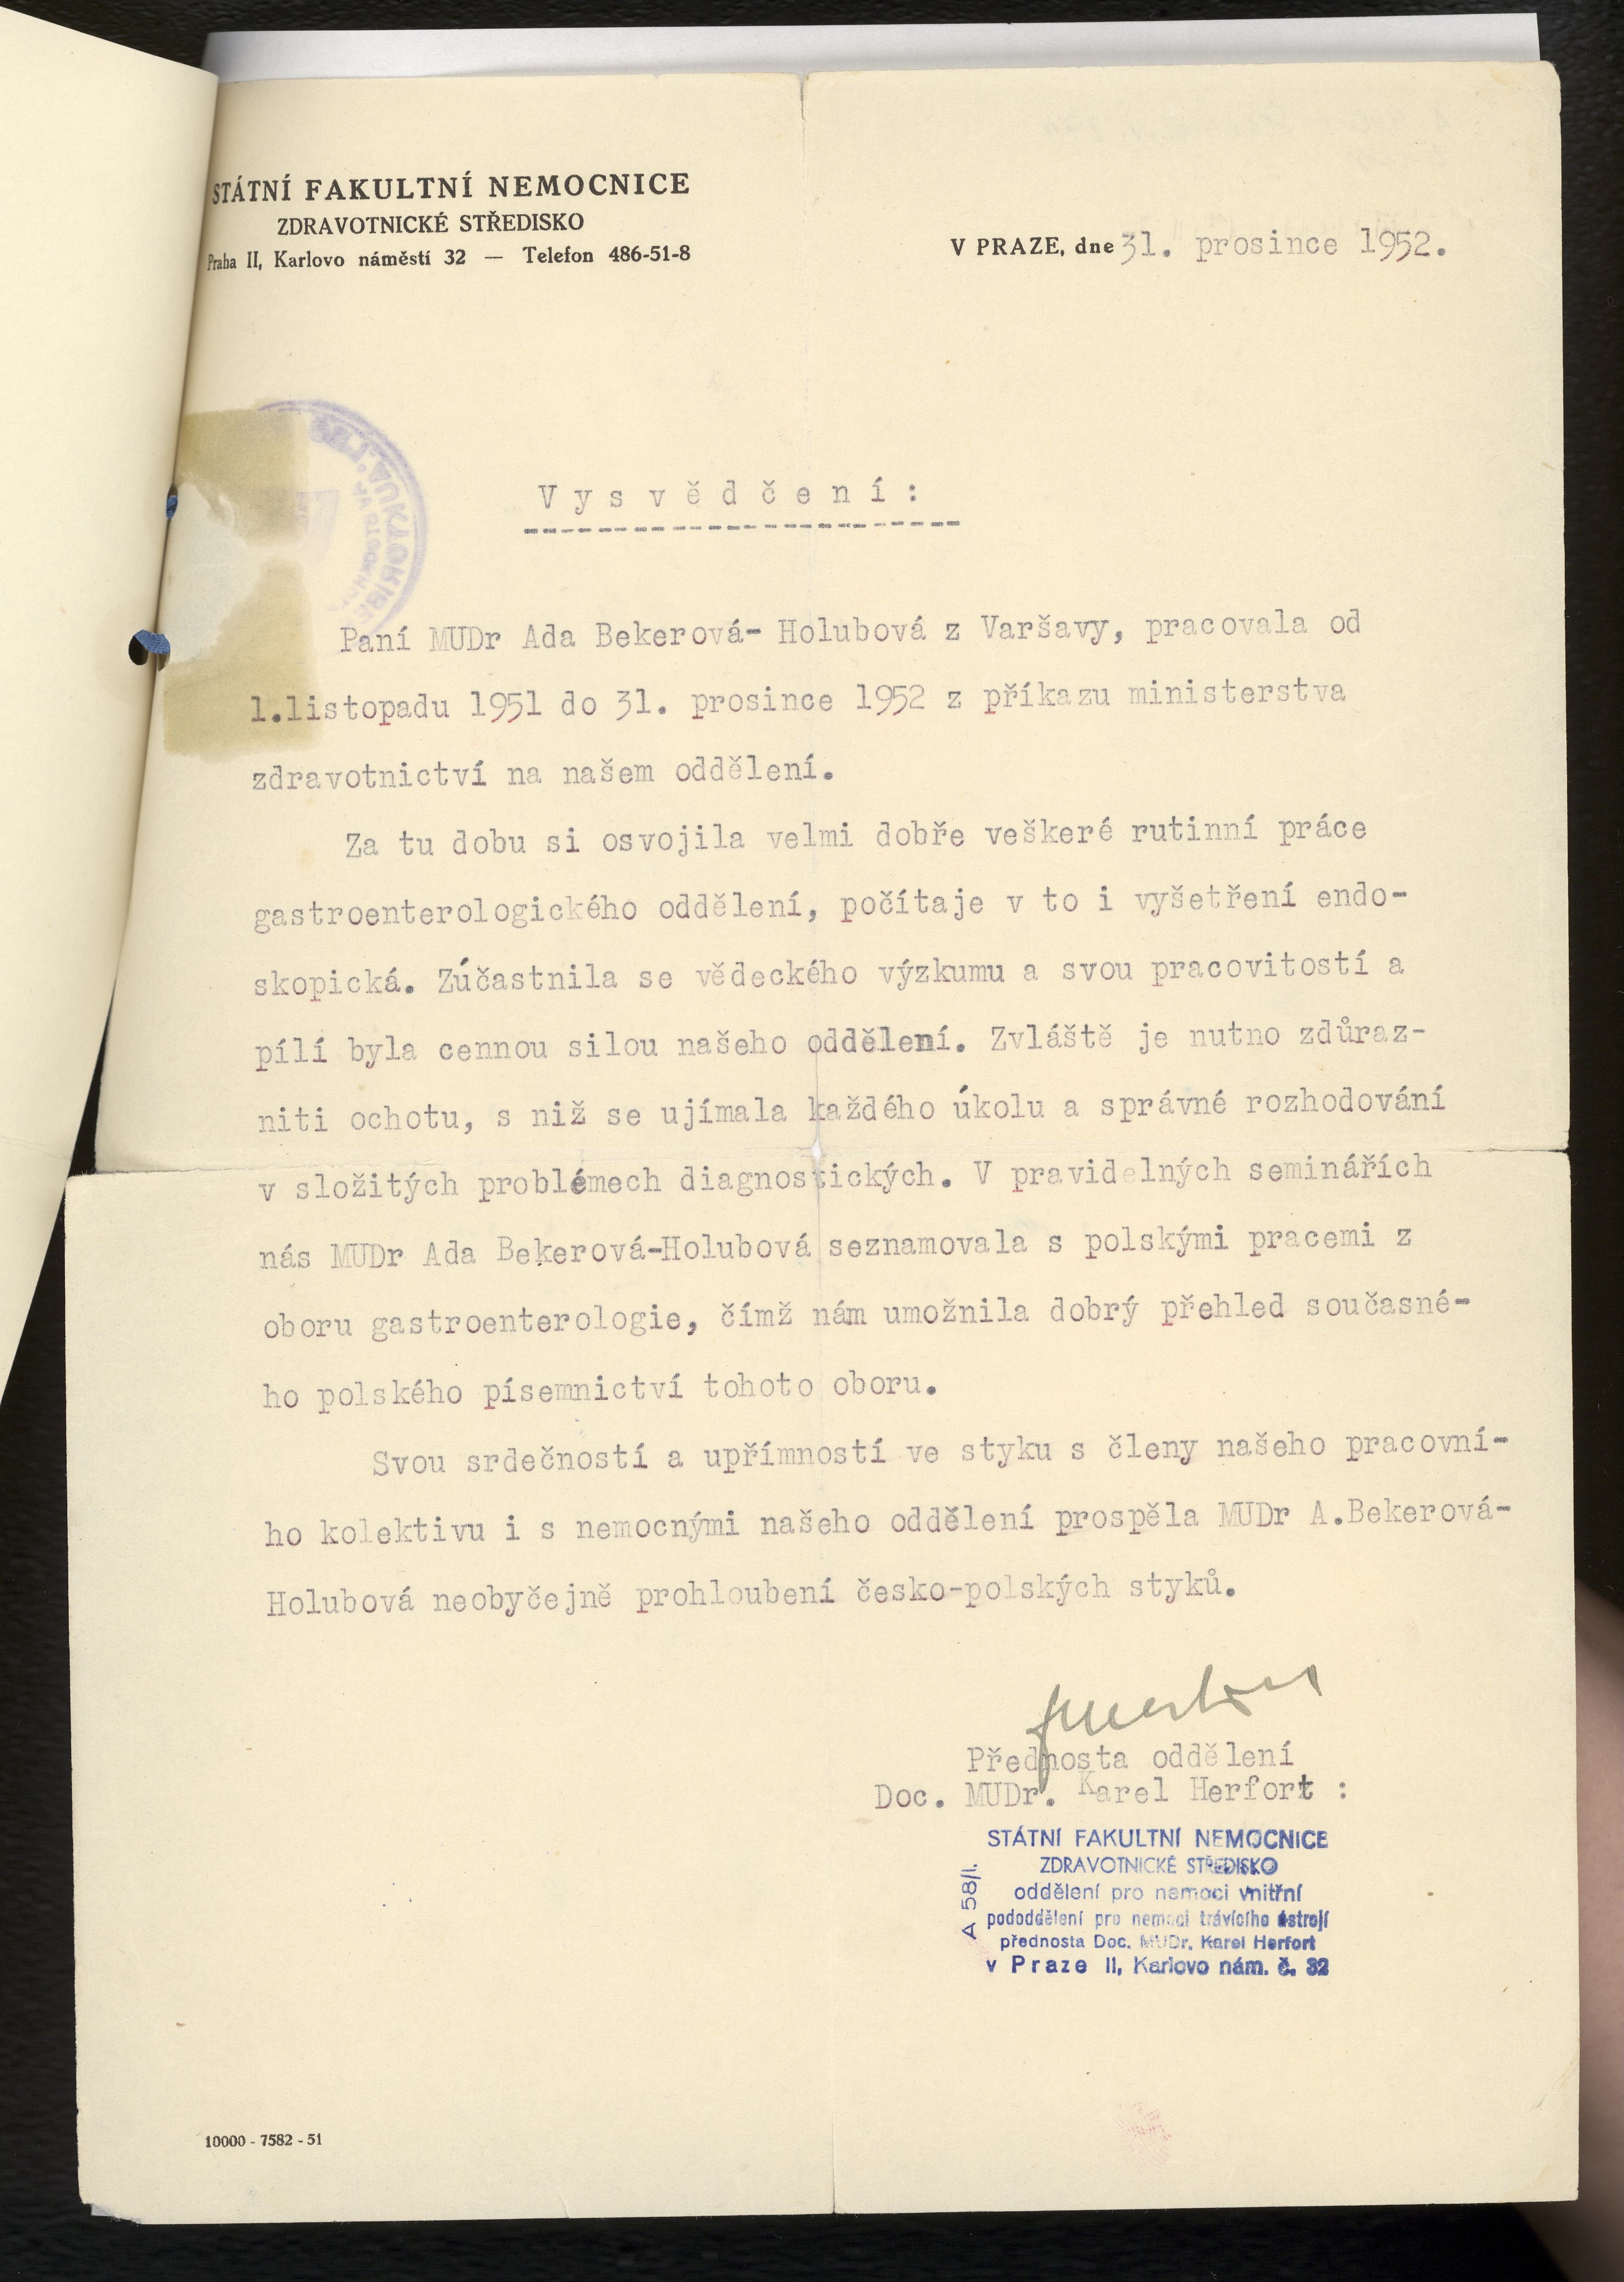 STÁTNÍ FAKULTNÍ NEMOCNICE
ZDRAVOTNICKÉ STŘEDISKO
Praha II, Karlovo náměstí 32 — Telefon 486-51-8
V PRAZE, dne 31. prosince 1952.
Vysvědčení:
Paní MUDr Ada Bekerová- Holubová z Varšavy, pracovala od
1.listopadu 1951 do 31. prosince 1952 z příkazu ministerstva
zdravotnictví na našem oddělení.
Za tu dobu si osvojila velmi dobře veškeré rutinní práce
gastroenterologického oddělení, počítaje v to i vyšetření endo-
skopická. Zúčastnila se vědeckého výzkumu a svou pracovitostí a
pílí byla cennou silou našeho oddělení. Zvláště je nutno zdůraz-
niti ochotu, s niž se ujímala každého úkolu a správné rozhodování
v složitých problémech diagnostických. V pravidelných seminářích
nás MUDr Ada Bekerová-Holubová seznamovala s polskými pracemi z
oboru gastroenterologie, čímž nám umožnila dobrý přehled současné-
ho polského písemnictví tohoto oboru.
Svou srdečností a upřímností ve styku s členy našeho pracovní-
ho kolektivu i s nemocnými našeho oddělení prospěla MUDr A.Bekerová-
Holubová neobyčejně prohloubení česko-polských styků.
Přednosta oddělení
Doc. MUDr. Karel Herfort :
STÁTNÍ FAKULTNÍ NEMOCNICE
ZDRAVOTNICKÉ STŘEDISKO
oddělení pro nemoci vnitřní
pododdělení pro nemoci trávicího ústrojí
přednosta Doc. MUDr. Karel Herfort
v Praze II, Karlovo nám. č. 32
A 58/I.
10000 - 7582 - 51